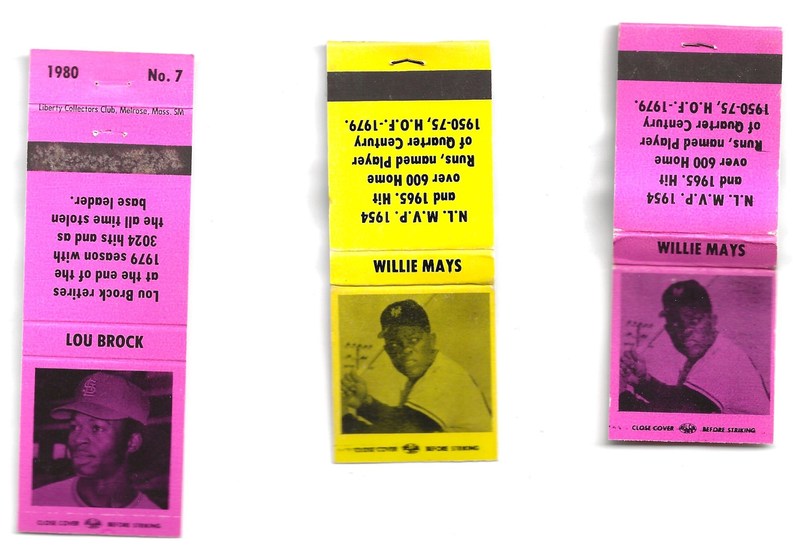 1980 No. 7
Liberty Collectors Club, Melrose, Mass. SM
Lou Brock retires
at the end of the
1979 season with
3024 hits and as
the all time stolen
base leader.
LOU BROCK
CLOSE COVER BEFORE STRIKING
N.L. M.V.P. 1954
and 1965. Hit
over 600 Home
Runs, named Player
of Quarter Century
1950-75, H.O.F.-1979.
WILLIE MAYS
CLOSE COVER BEFORE STRIKING
N.L. M.V.P. 1954
and 1965. Hit
over 600 Home
Runs, named Player
of Quarter Century
1950-75, H.O.F.-1979.
WILLIE MAYS
CLOSE COVER BEFORE STRIKING